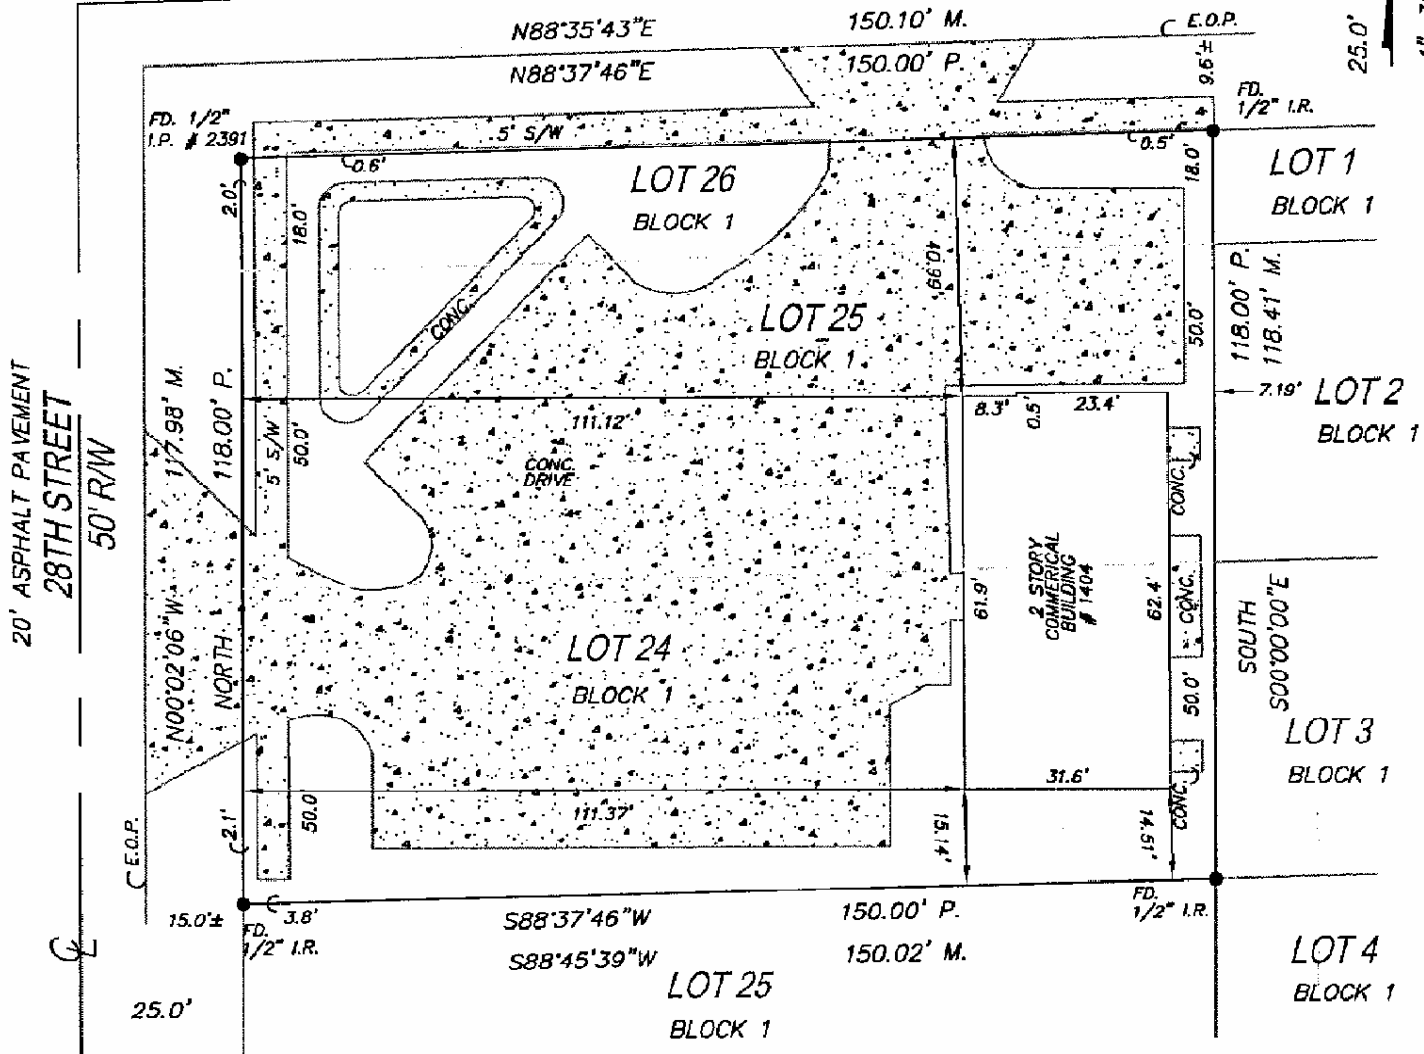 N88°35'43"E
150.10' M.
E.O.P.
25.0'
N88°37'46"E
150.00' P.
9.6'±
FD. 1/2"
I.P. # 2391
FD.
1/2" I.R.
5' S/W
0.6'
0.5'
2.0'
18.0'
LOT 26
BLOCK 1
18.0'
LOT 1
BLOCK 1
40.99'
CONC.
LOT 25
BLOCK 1
50.0'
118.00' P.
118.41' M.
20' ASPHALT PAVEMENT
28TH STREET
50' R/W
117.98' M.
118.00' P.
5' S/W
50.0'
111.12'
8.3'
0.5'
23.4'
7.19'
LOT 2
BLOCK 1
CONC.
DRIVE
CONC.
2 STORY
COMMERICAL
BUILDING
# 1404
61.9'
62.4'
CONC.
N00°02'06"W
NORTH
LOT 24
BLOCK 1
50.0'
SOUTH
S00°00'00"E
LOT 3
BLOCK 1
31.6'
CONC.
50.0'
111.37'
15.14'
14.51'
2.1'
E.O.P.
15.0'±
3.8'
FD.
1/2" I.R.
S88°37'46"W
150.00' P.
FD.
1/2" I.R.
S88°45'39"W
150.02' M.
25.0'
LOT 25
BLOCK 1
LOT 4
BLOCK 1